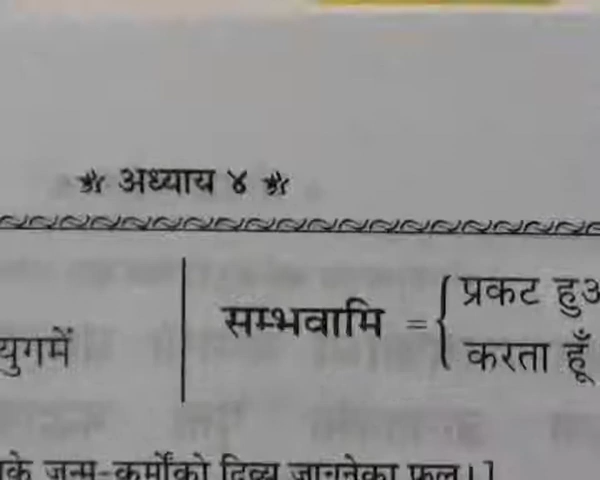 अध्याय ४
सम्भवामि = { प्रकट
युगमें करता हूँ
जन्म-कर्मोंको दिव्य जाननेका फल।]